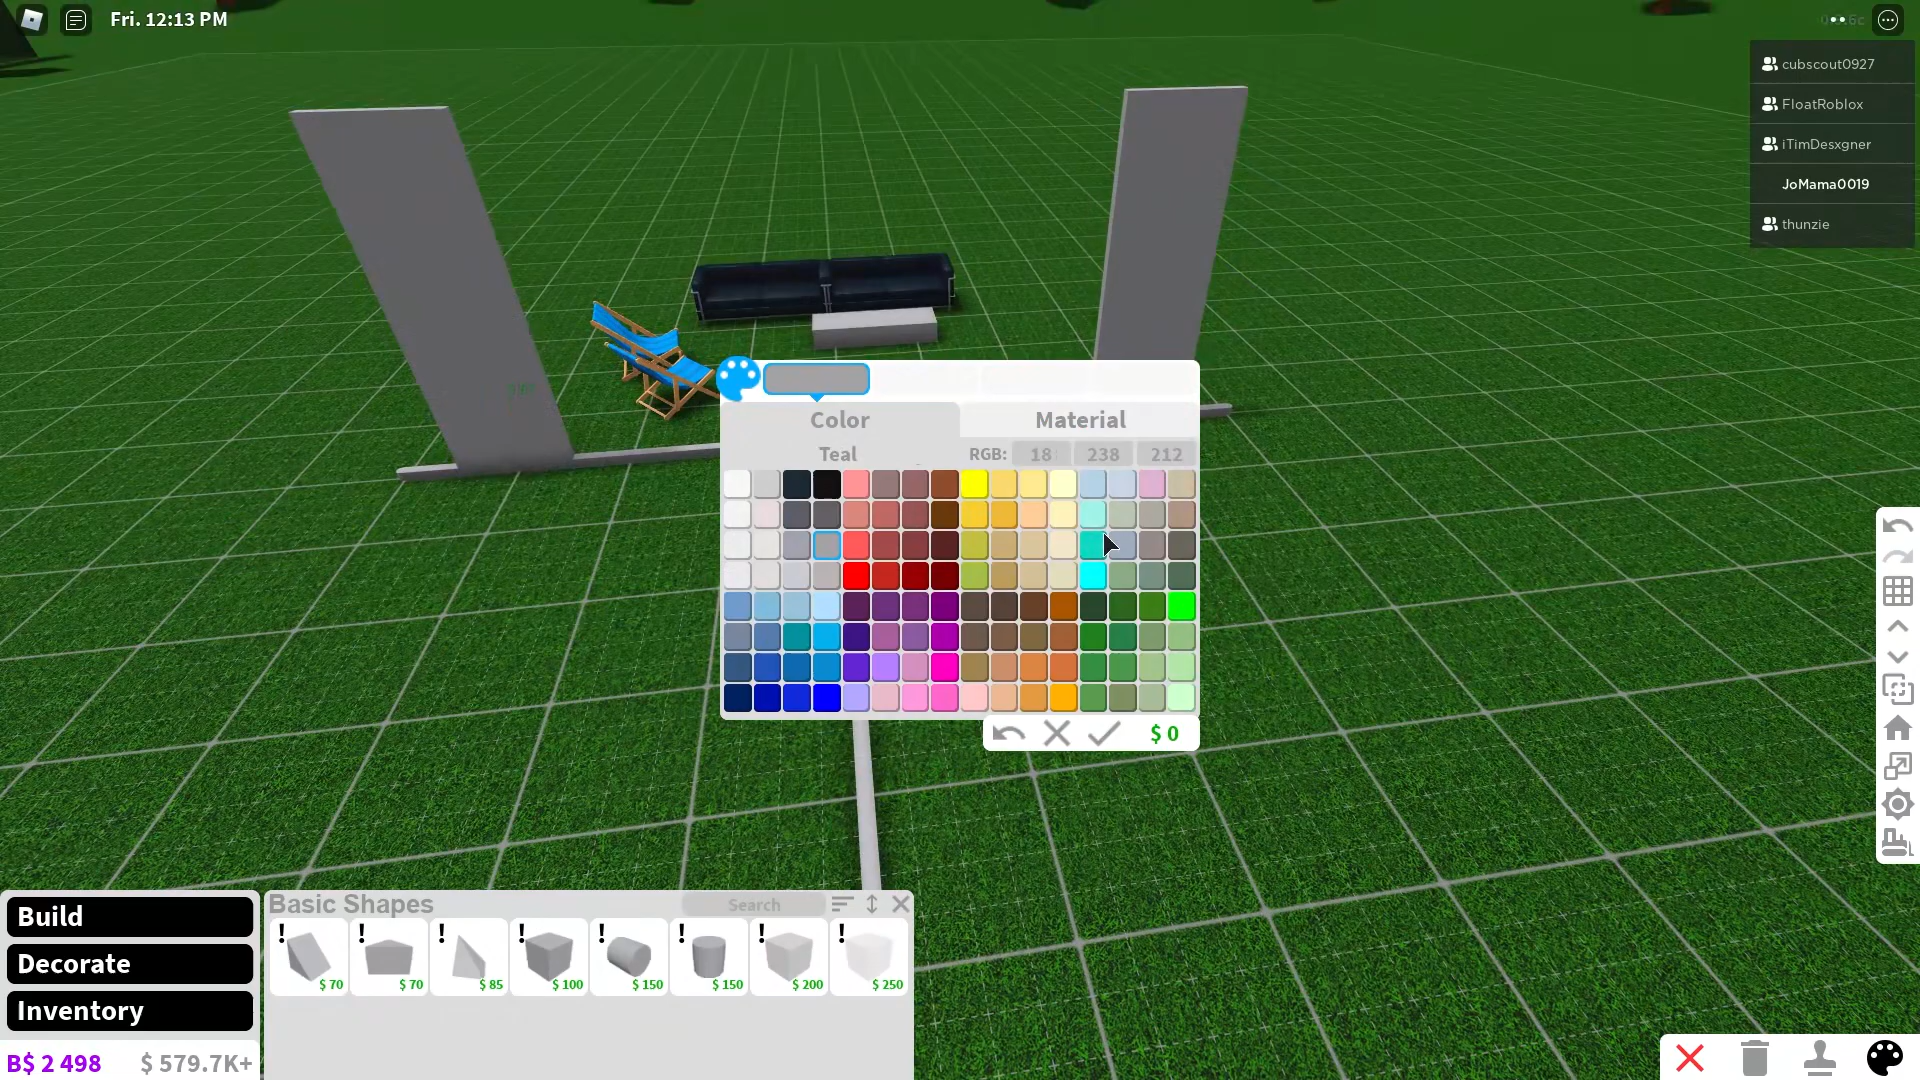 Fri. 12:13 PM
cubscout0927
FloatRoblox
iTimDesxgner
JoMama0019
thunzie
Color
Material
Teal
RGB: 18 238 212
$ 0
Build
Decorate
Inventory
B$ 2 498
$ 579.7K+
Basic Shapes
Search
! ! ! ! ! ! ! !
$ 70 $ 70 $ 85 $ 100 $ 150 $ 150 $ 200 $ 250